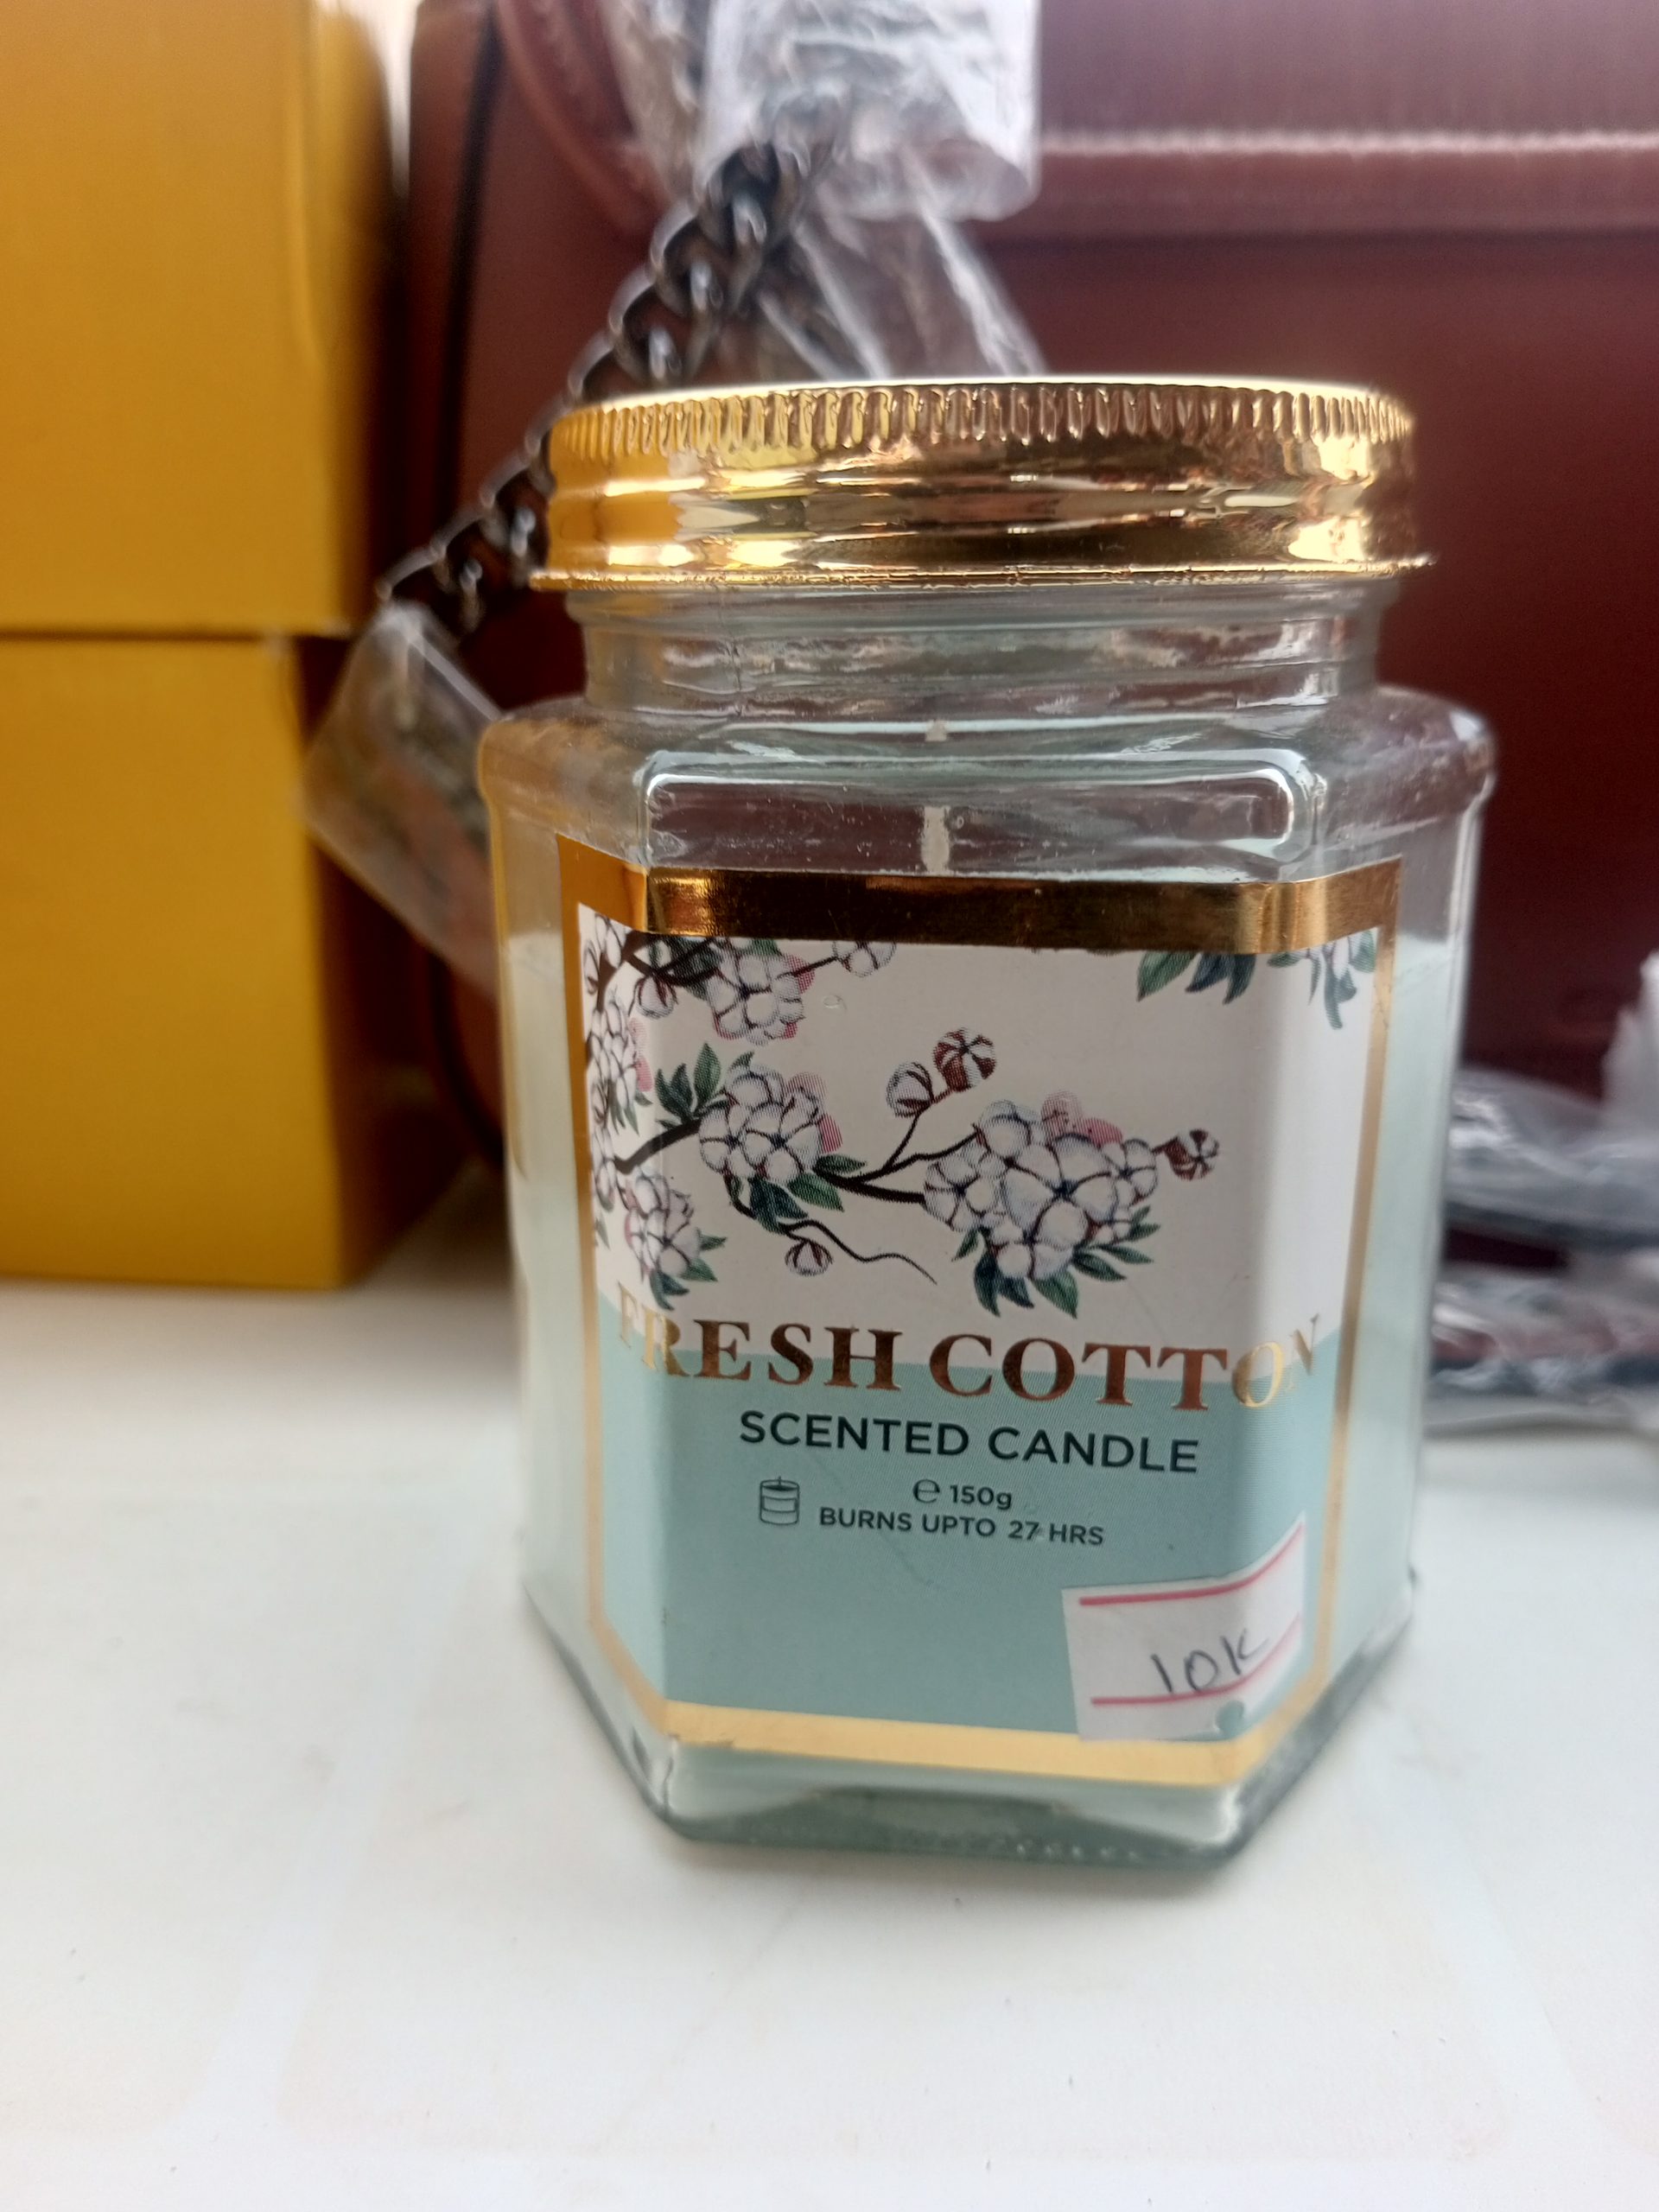 FRESH COTTON
SCENTED CANDLE
℮ 150g
BURNS UPTO 27 HRS
10K